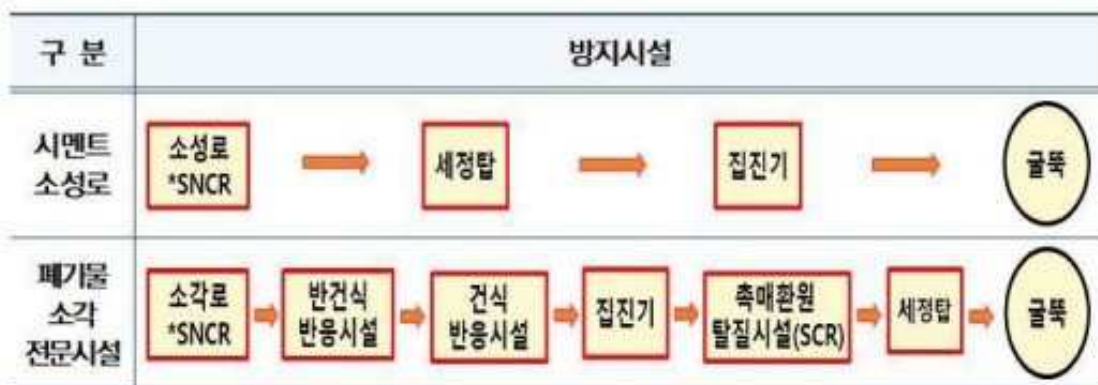 구 분
방지시설
시멘트
소성로
소성로
*SNCR
세정탑
집진기
굴뚝
폐기물
소각
전문시설
소각로
*SNCR
반건식
반응시설
건식
반응시설
집진기
촉매환원
탈질시설(SCR)
세정탑
굴뚝